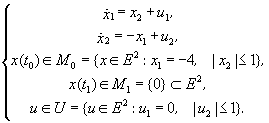 ẋ₁ = x₂ + u₁,
ẋ₂ = −x₁ + u₂,
x(t₀) ∈ M₀ = {x ∈ E² : x₁ = −4, | x₂ |≤ 1},
x(t₁) ∈ M₁ = {0} ⊂ E²,
u ∈ U = {u ∈ E² : u₁ = 0, | u₂ |≤ 1}.